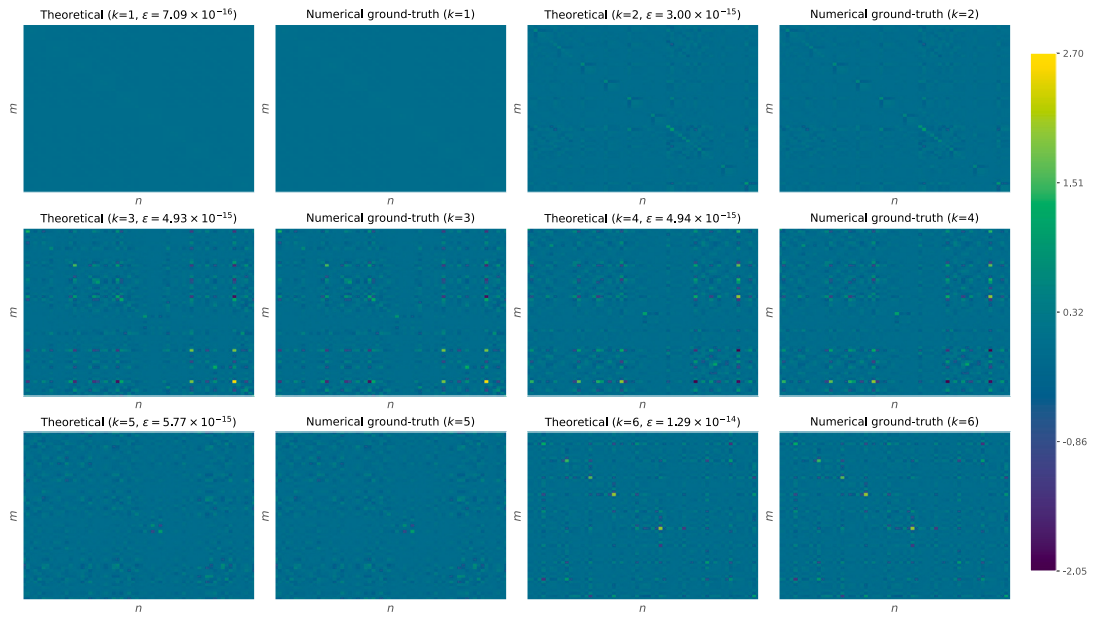 Theoretical (k=1, ε = 7.09 × 10⁻¹⁶)
Numerical ground-truth (k=1)
Theoretical (k=2, ε = 3.00 × 10⁻¹⁵)
Numerical ground-truth (k=2)
m
m
m
m
n
n
n
n
Theoretical (k=3, ε = 4.93 × 10⁻¹⁵)
Numerical ground-truth (k=3)
Theoretical (k=4, ε = 4.94 × 10⁻¹⁵)
Numerical ground-truth (k=4)
m
m
m
m
n
n
n
n
Theoretical (k=5, ε = 5.77 × 10⁻¹⁵)
Numerical ground-truth (k=5)
Theoretical (k=6, ε = 1.29 × 10⁻¹⁴)
Numerical ground-truth (k=6)
m
m
m
m
n
n
n
n
2.70
1.51
0.32
-0.86
-2.05